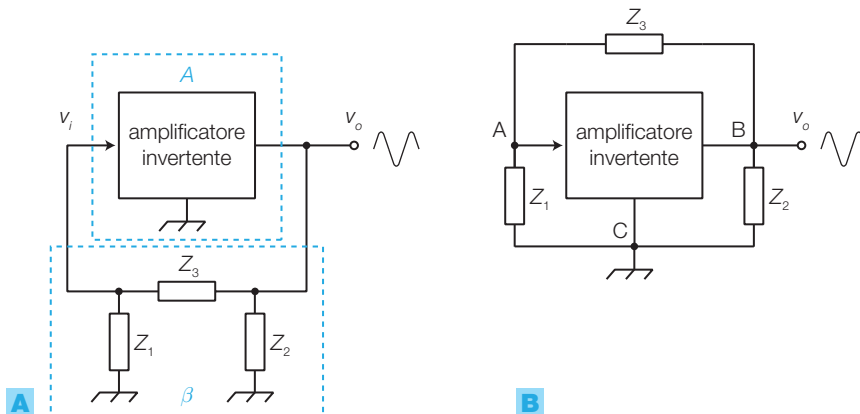 A
v_i
amplificatore
invertente
v_o
Z_3
Z_1
Z_2
β
A
Z_3
A
amplificatore
invertente
B
v_o
Z_1
C
Z_2
B